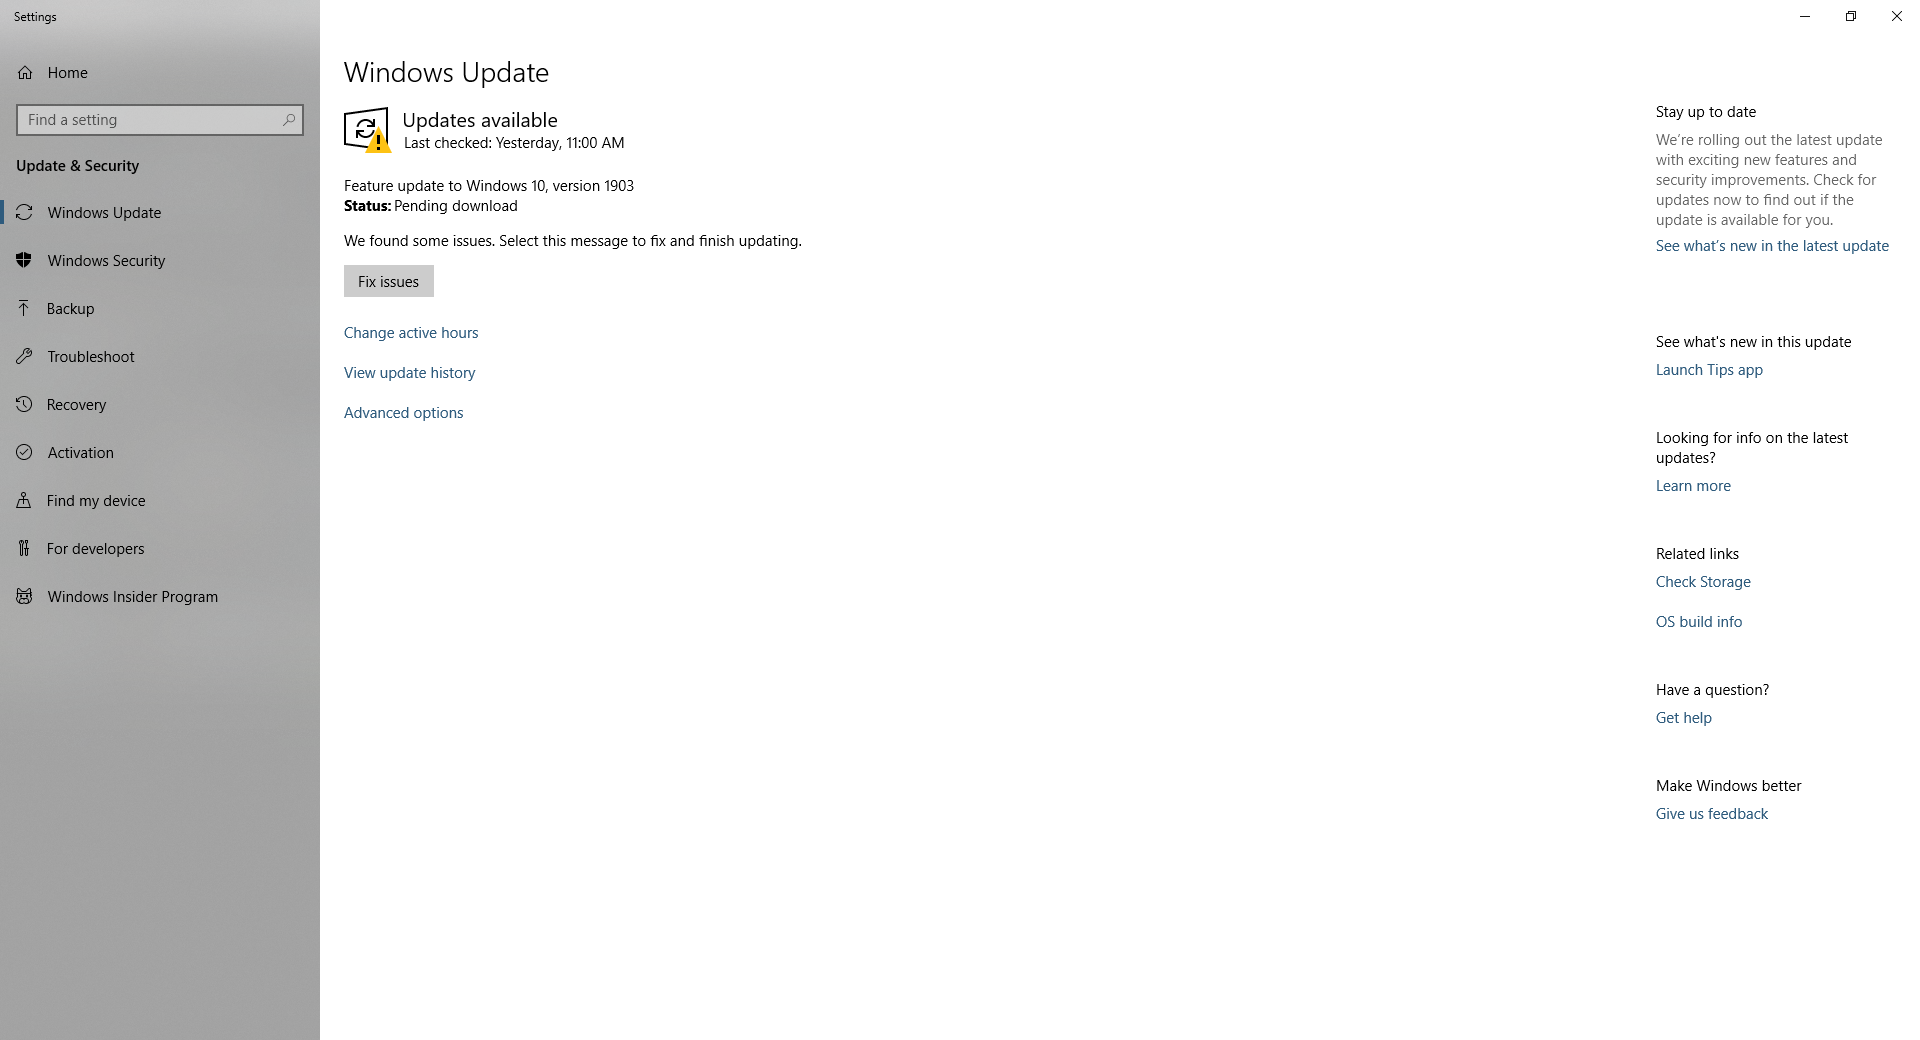 Settings
Home
Find a setting
Update & Security
Windows Update
Windows Security
Backup
Troubleshoot
Recovery
Activation
Find my device
For developers
Windows Insider Program
Windows Update
Updates available
Last checked: Yesterday, 11:00 AM
Feature update to Windows 10, version 1903
Status: Pending download
We found some issues. Select this message to fix and finish updating.
Fix issues
Change active hours
View update history
Advanced options
Stay up to date
We’re rolling out the latest update
with exciting new features and
security improvements. Check for
updates now to find out if the
update is available for you.
See what’s new in the latest update
See what's new in this update
Launch Tips app
Looking for info on the latest
updates?
Learn more
Related links
Check Storage
OS build info
Have a question?
Get help
Make Windows better
Give us feedback